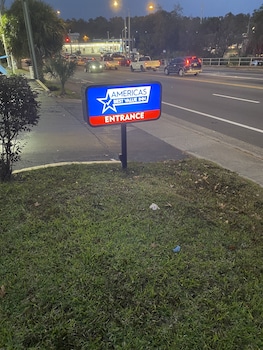 AMERICAS
BEST VALUE INN
ENTRANCE